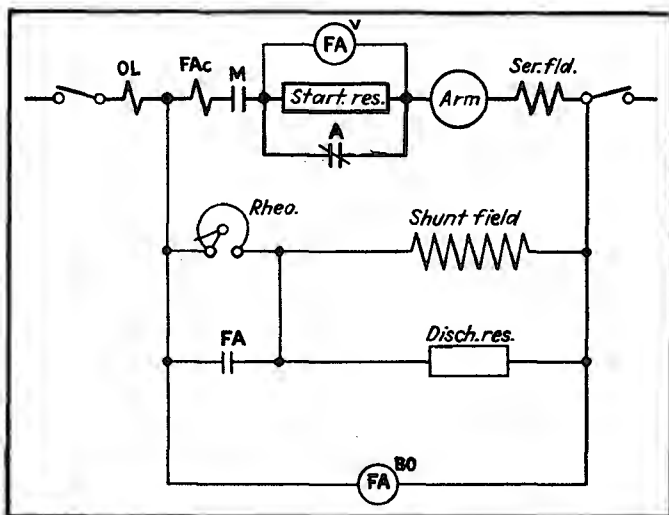 V
FA
OL
FAc
M
Start. res.
Arm
Ser. fld.
A
Rheo.
Shunt field
FA
Disch. res.
FA BO